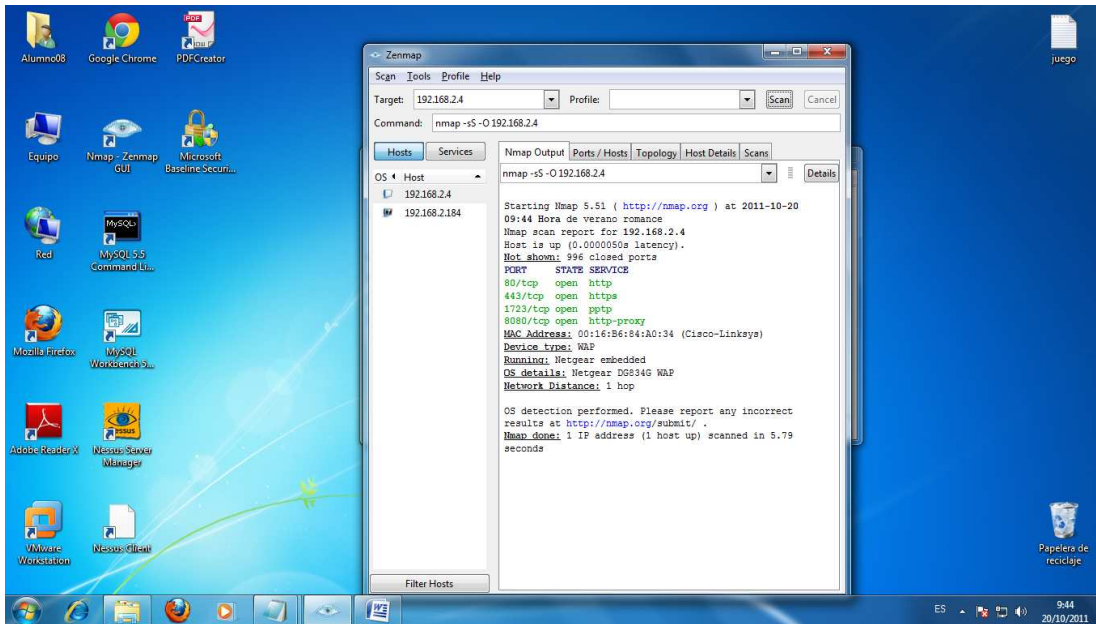 Alumno08
Google Chrome
PDFCreator
Equipo
Nmap - Zenmap
GUI
Microsoft
Baseline Securi...
Red
MySQL 5.5
Command Li...
Mozilla Firefox
MySQL
Workbench 5...
Adobe Reader X
Nessus Server
Manager
VMware
Workstation
Nessus Client
juego
Papelera de
reciclaje
Zenmap
Scan Tools Profile Help
Target: 192.168.2.4 Profile: Scan Cancel
Command: nmap -sS -O 192.168.2.4
Hosts Services
Nmap Output Ports / Hosts Topology Host Details Scans
OS Host
192.168.2.4
192.168.2.184
Filter Hosts
nmap -sS -O 192.168.2.4 Details
Starting Nmap 5.51 ( http://nmap.org ) at 2011-10-20
09:44 Hora de verano romance
Nmap scan report for 192.168.2.4
Host is up (0.0000050s latency).
Not shown: 996 closed ports
PORT STATE SERVICE
80/tcp open http
443/tcp open https
1723/tcp open pptp
8080/tcp open http-proxy
MAC Address: 00:16:B6:84:A0:34 (Cisco-Linksys)
Device type: WAP
Running: Netgear embedded
OS details: Netgear DG834G WAP
Network Distance: 1 hop
OS detection performed. Please report any incorrect
results at http://nmap.org/submit/ .
Nmap done: 1 IP address (1 host up) scanned in 5.79
seconds
ES
9:44
20/10/2011